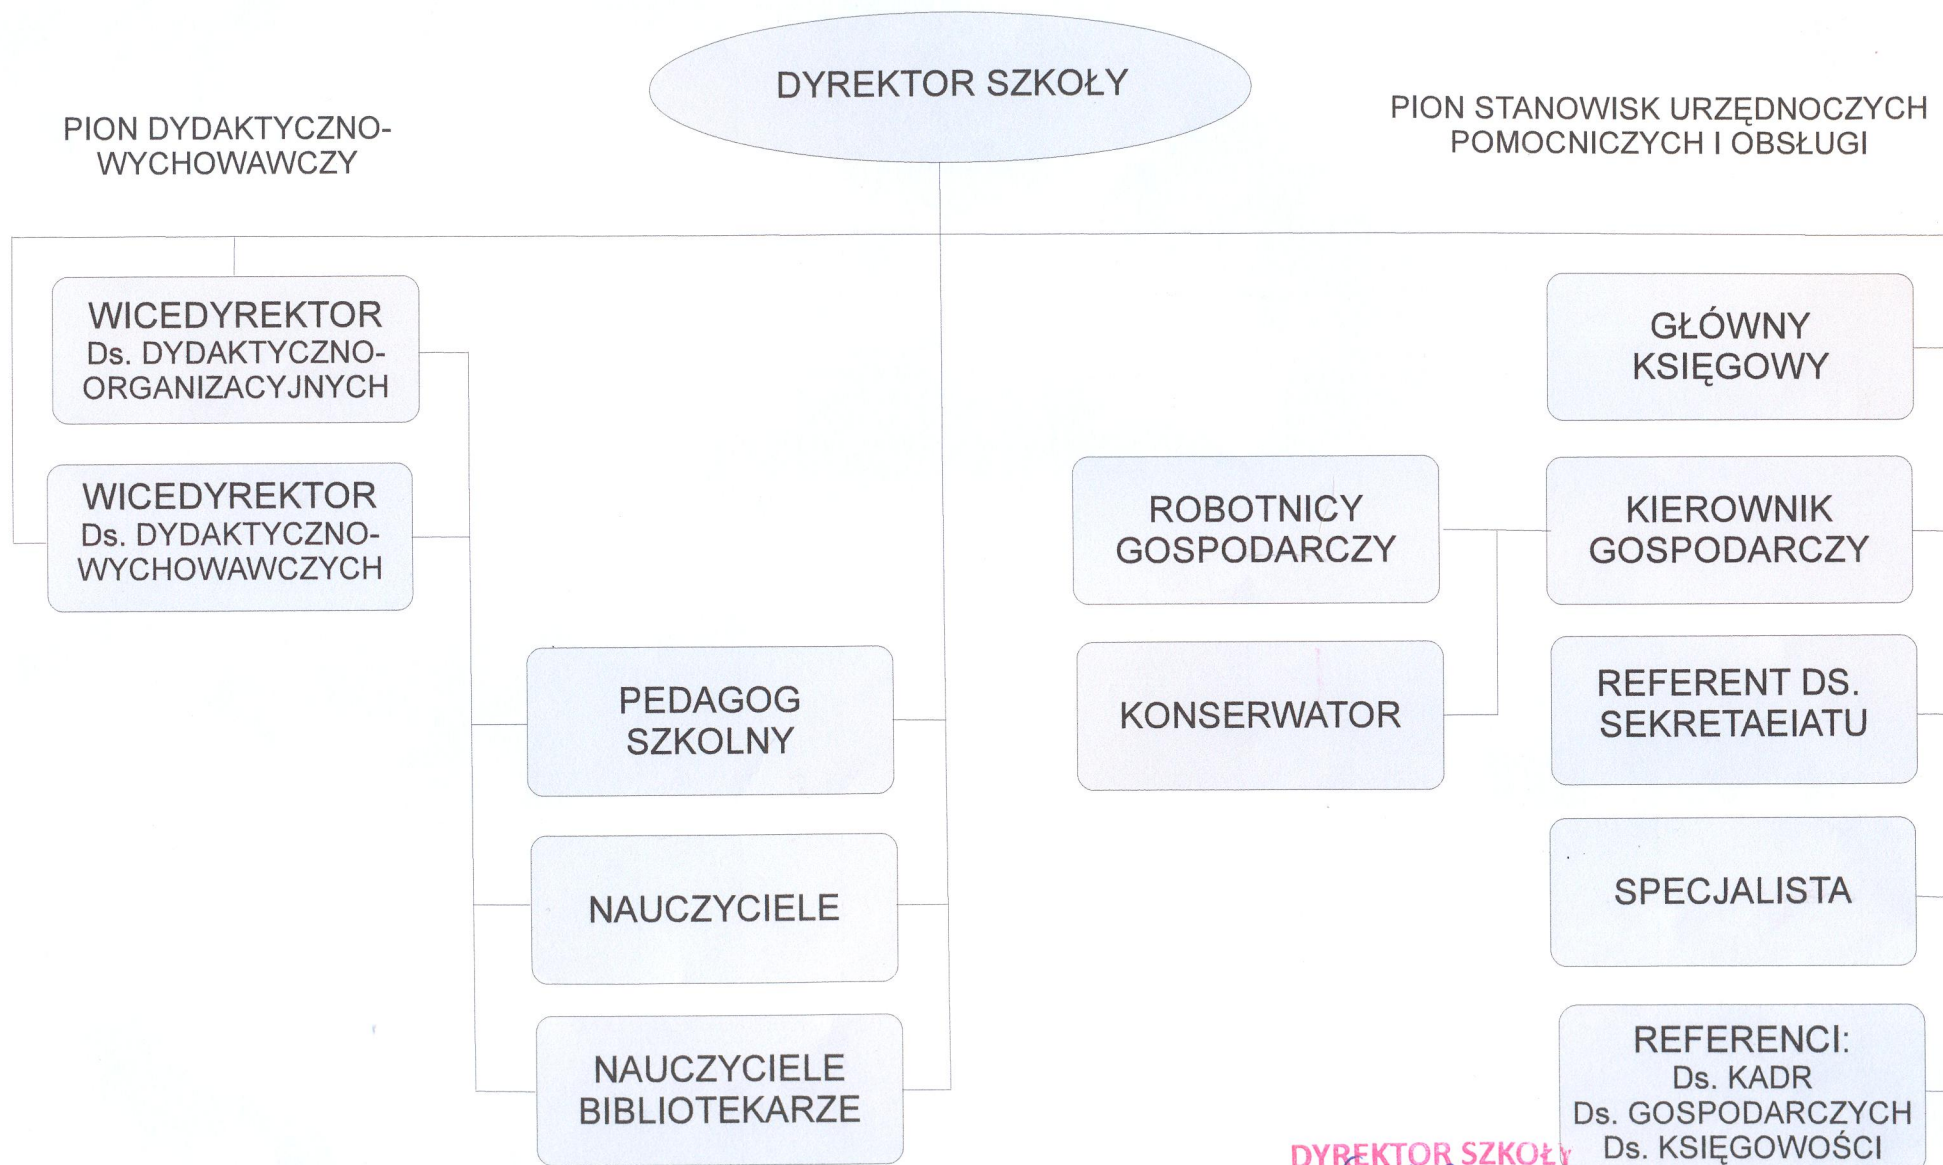 DYREKTOR SZKOŁY
PION DYDAKTYCZNO-
WYCHOWAWCZY
PION STANOWISK URZĘDNOCZYCH
POMOCNICZYCH I OBSŁUGI
WICEDYREKTOR
Ds. DYDAKTYCZNO-
ORGANIZACYJNYCH
WICEDYREKTOR
Ds. DYDAKTYCZNO-
WYCHOWAWCZYCH
PEDAGOG
SZKOLNY
NAUCZYCIELE
NAUCZYCIELE
BIBLIOTEKARZE
ROBOTNICY
GOSPODARCZY
KONSERWATOR
GŁÓWNY
KSIĘGOWY
KIEROWNIK
GOSPODARCZY
REFERENT DS.
SEKRETAEIATU
SPECJALISTA
REFERENCI:
Ds. KADR
Ds. GOSPODARCZYCH
Ds. KSIĘGOWOŚCI
DYREKTOR SZKOŁY